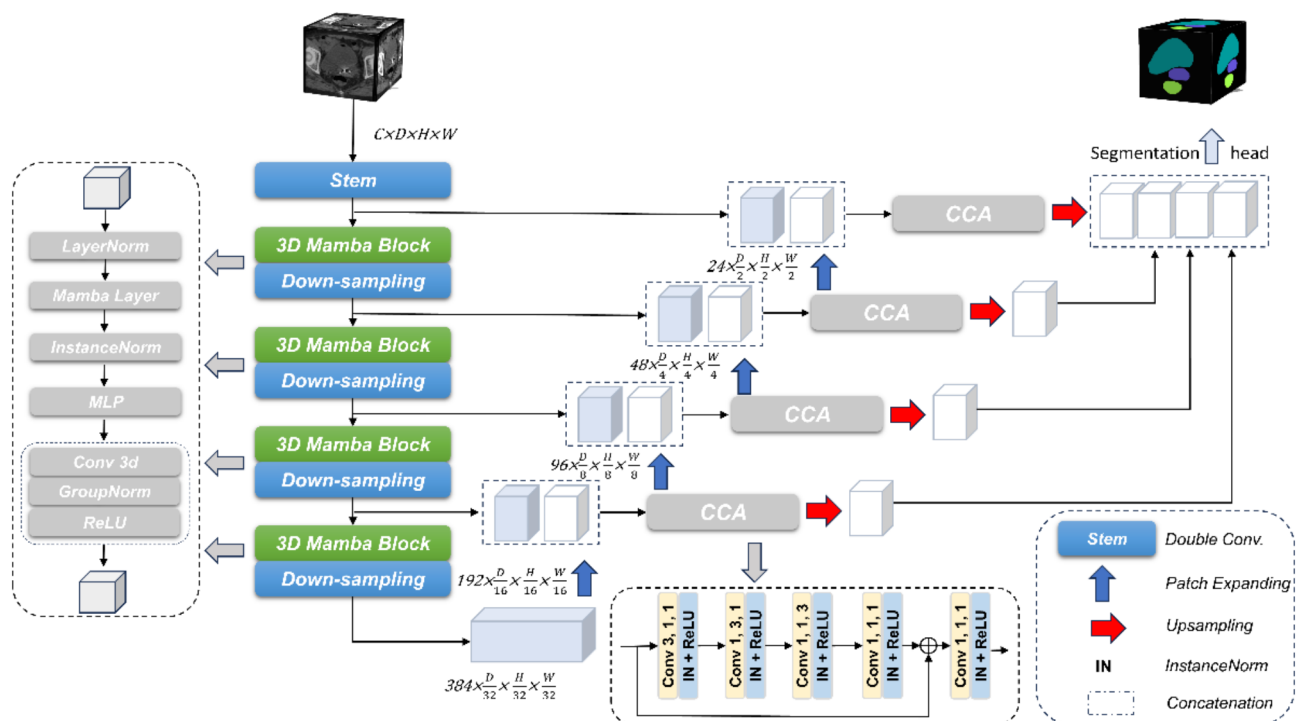 C×D×H×W
Stem
3D Mamba Block
Down-sampling
3D Mamba Block
Down-sampling
3D Mamba Block
Down-sampling
3D Mamba Block
Down-sampling
LayerNorm
Mamba Layer
InstanceNorm
MLP
Conv 3d
GroupNorm
ReLU
CCA
24×D/2×H/2×W/2
CCA
48×D/4×H/4×W/4
CCA
96×D/8×H/8×W/8
CCA
192×D/16×H/16×W/16
384×D/32×H/32×W/32
Segmentation head
Conv 3, 1, 1
IN + ReLU
Conv 1, 3, 1
IN + ReLU
Conv 1, 1, 3
IN + ReLU
Conv 1, 1, 1
IN + ReLU
Conv 1, 1, 1
IN + ReLU
Stem Double Conv.
Patch Expanding
Upsampling
IN InstanceNorm
Concatenation